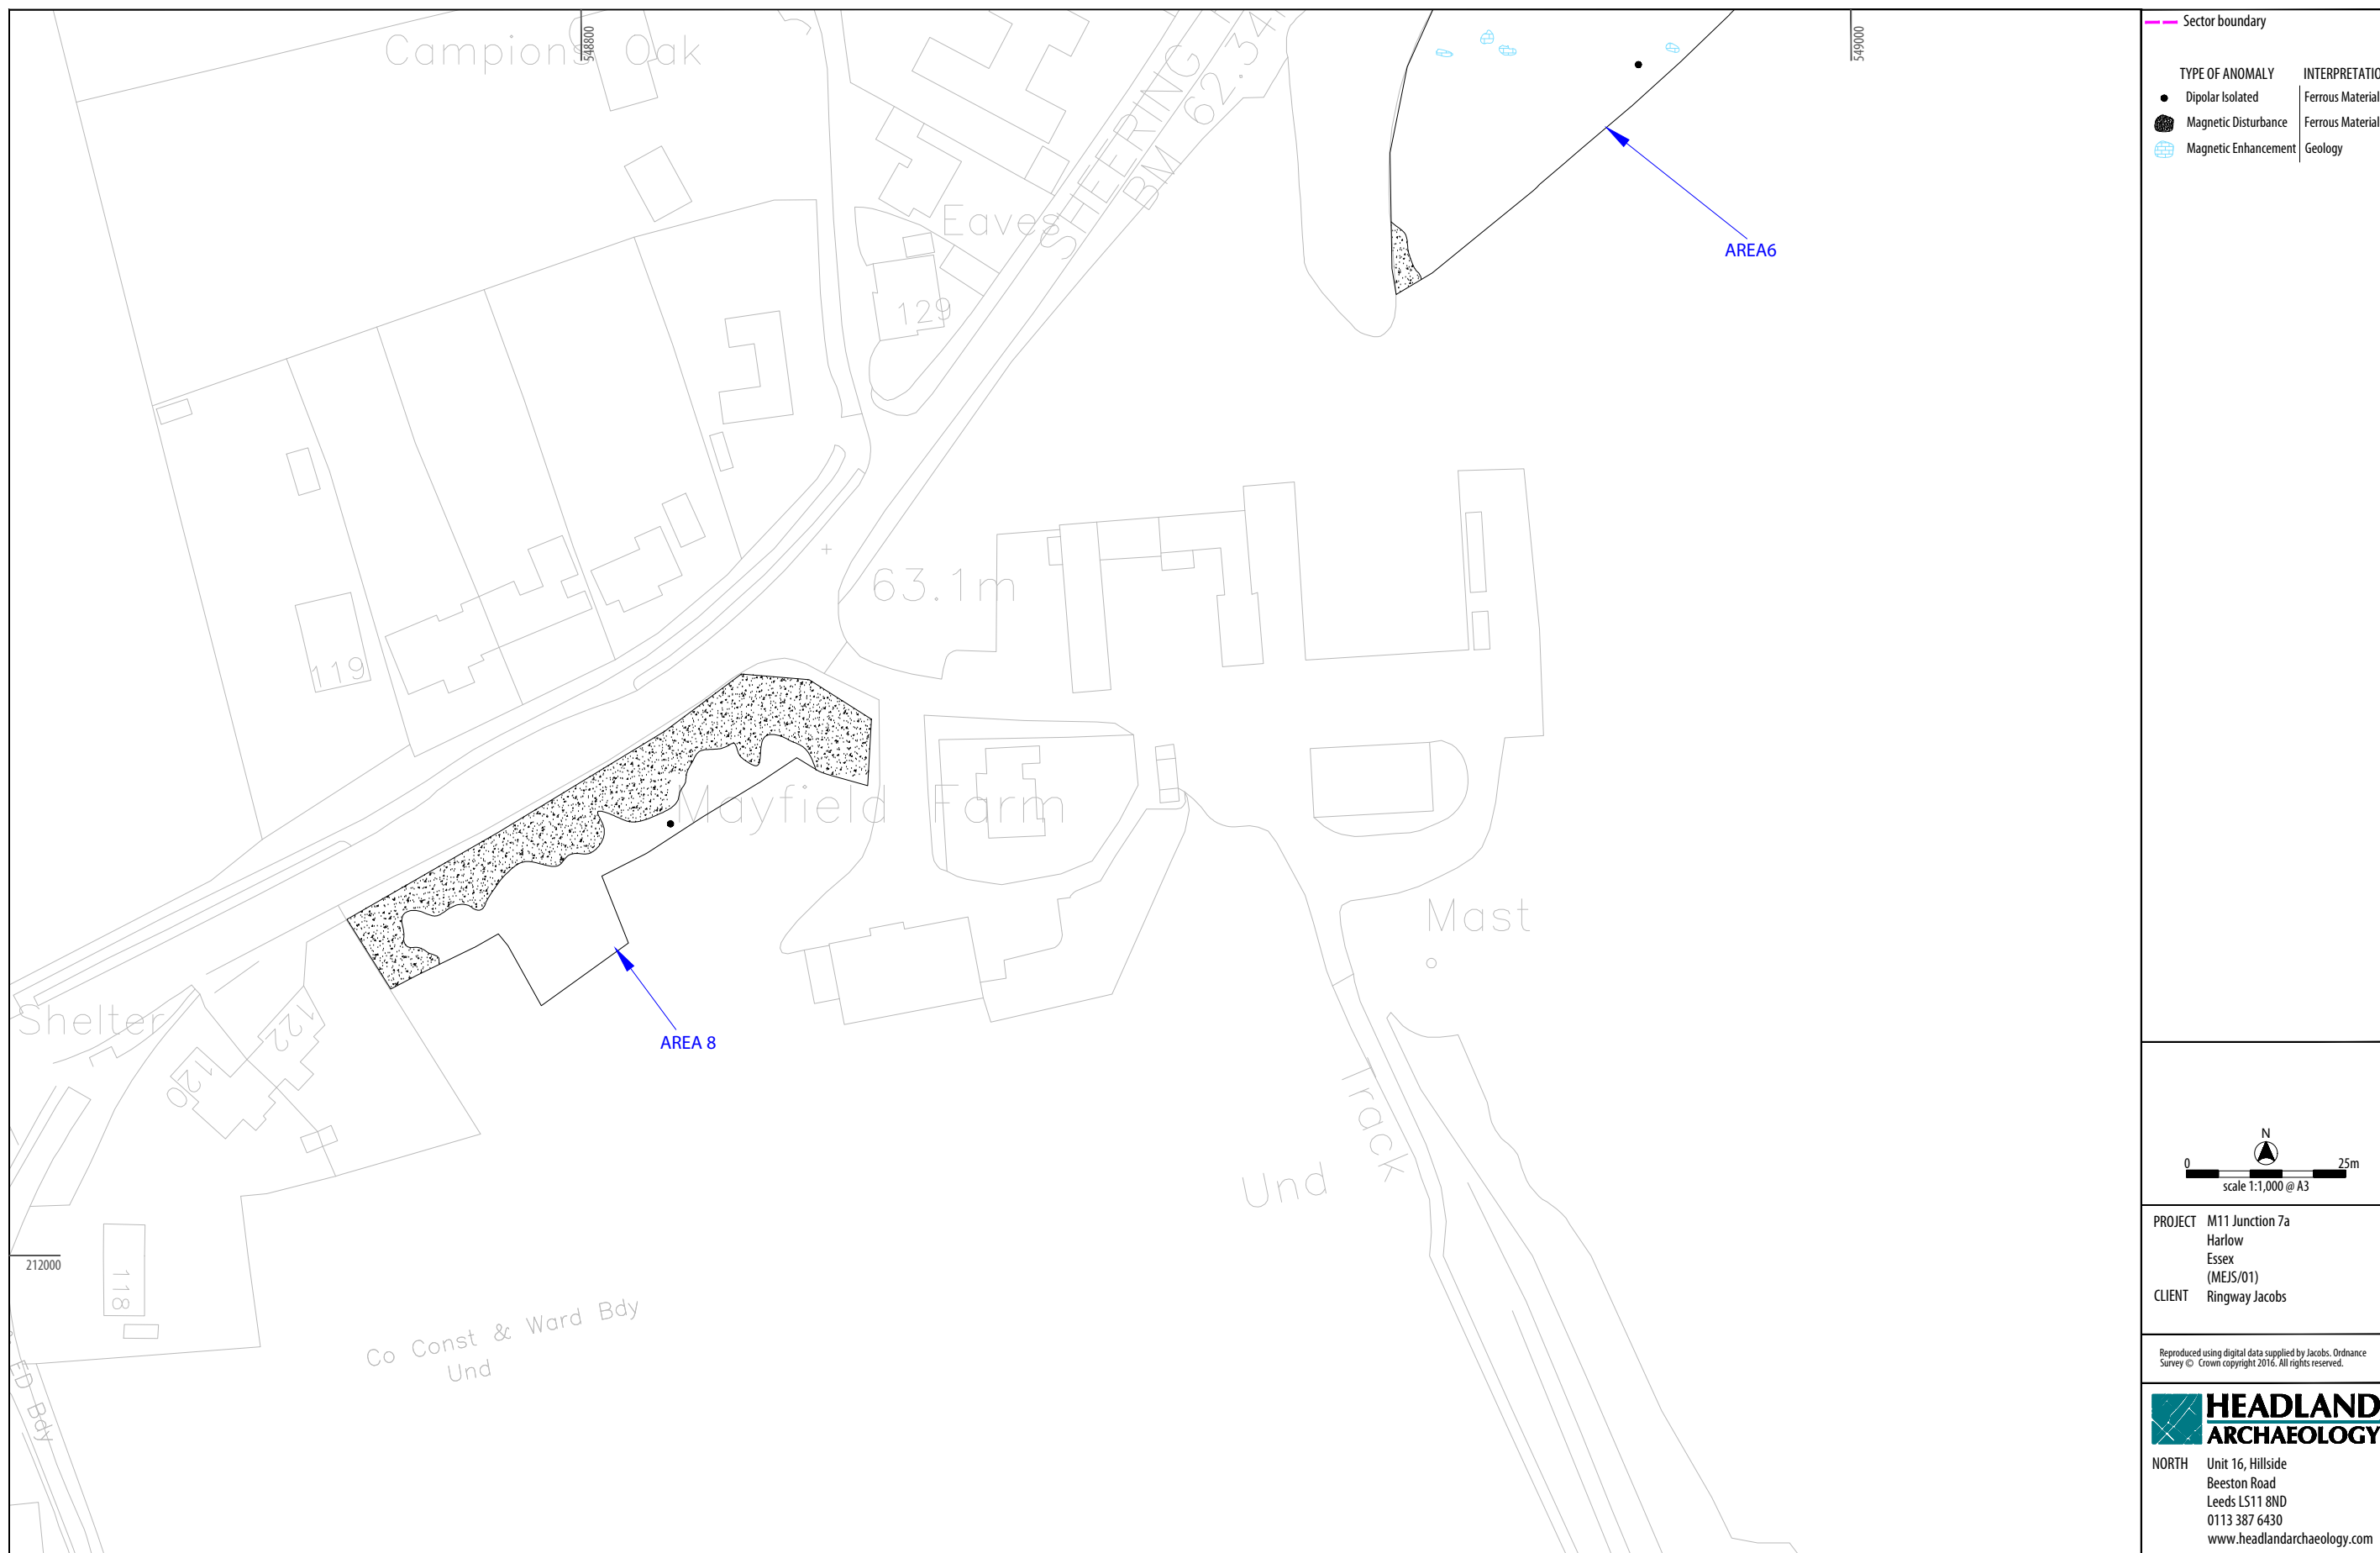 Campions Oak
548800
549000
SHEERING
BM 62.34
Eaves
129
AREA6
63.1m
119
Mayfield Farm
Mast
AREA 8
Shelter
122
120
Track
Und
212000
118
Co Const & Ward Bdy
Und
ED Bdy
Sector boundary
TYPE OF ANOMALY INTERPRETATIO
Dipolar Isolated Ferrous Material
Magnetic Disturbance Ferrous Material
Magnetic Enhancement Geology
N
0 25m
scale 1:1,000 @ A3
PROJECT M11 Junction 7a
Harlow
Essex
(MEJS/01)
CLIENT Ringway Jacobs
Reproduced using digital data supplied by Jacobs. Ordnance
Survey © Crown copyright 2016. All rights reserved.
HEADLAND
ARCHAEOLOGY
NORTH Unit 16, Hillside
Beeston Road
Leeds LS11 8ND
0113 387 6430
www.headlandarchaeology.com